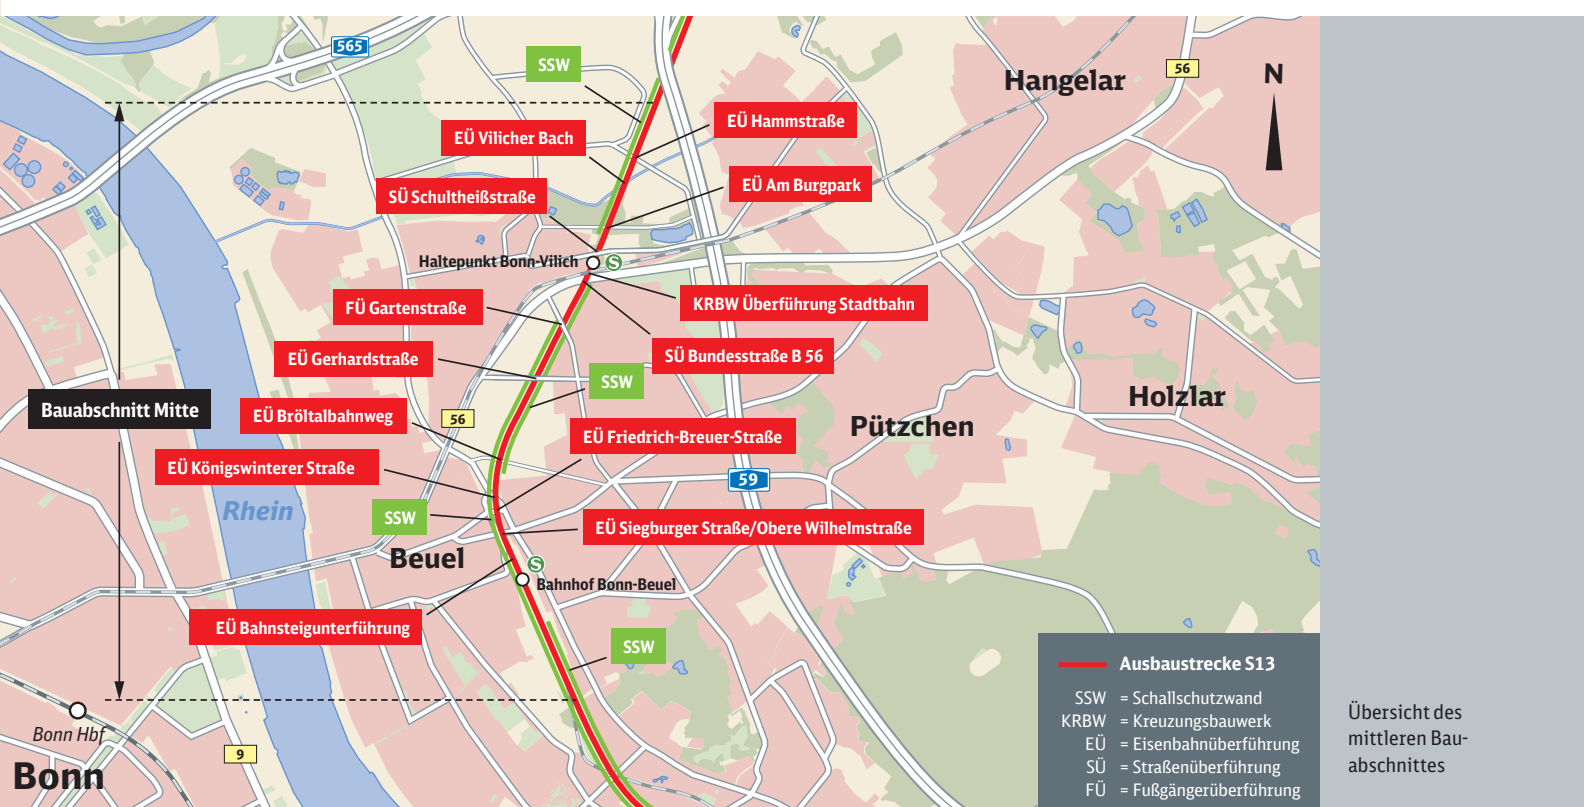 565
SSW
Hangelar
56
N
EÜ Vilicher Bach
EÜ Hammstraße
SÜ Schultheißstraße
EÜ Am Burgpark
Haltepunkt Bonn-Vilich
S
FÜ Gartenstraße
KRBW Überführung Stadtbahn
EÜ Gerhardstraße
SÜ Bundesstraße B 56
SSW
Bauabschnitt Mitte
EÜ Bröltalbahnweg
56
Holzlar
Pützchen
EÜ Friedrich-Breuer-Straße
EÜ Königswinterer Straße
59
Rhein
SSW
EÜ Siegburger Straße/Obere Wilhelmstraße
Beuel
S
Bahnhof Bonn-Beuel
EÜ Bahnsteigunterführung
SSW
Bonn Hbf
9
Bonn
Ausbaustrecke S13
SSW = Schallschutzwand
KRBW = Kreuzungsbauwerk
EÜ = Eisenbahnüberführung
SÜ = Straßenüberführung
FÜ = Fußgängerüberführung
Übersicht des
mittleren Bau-
abschnittes